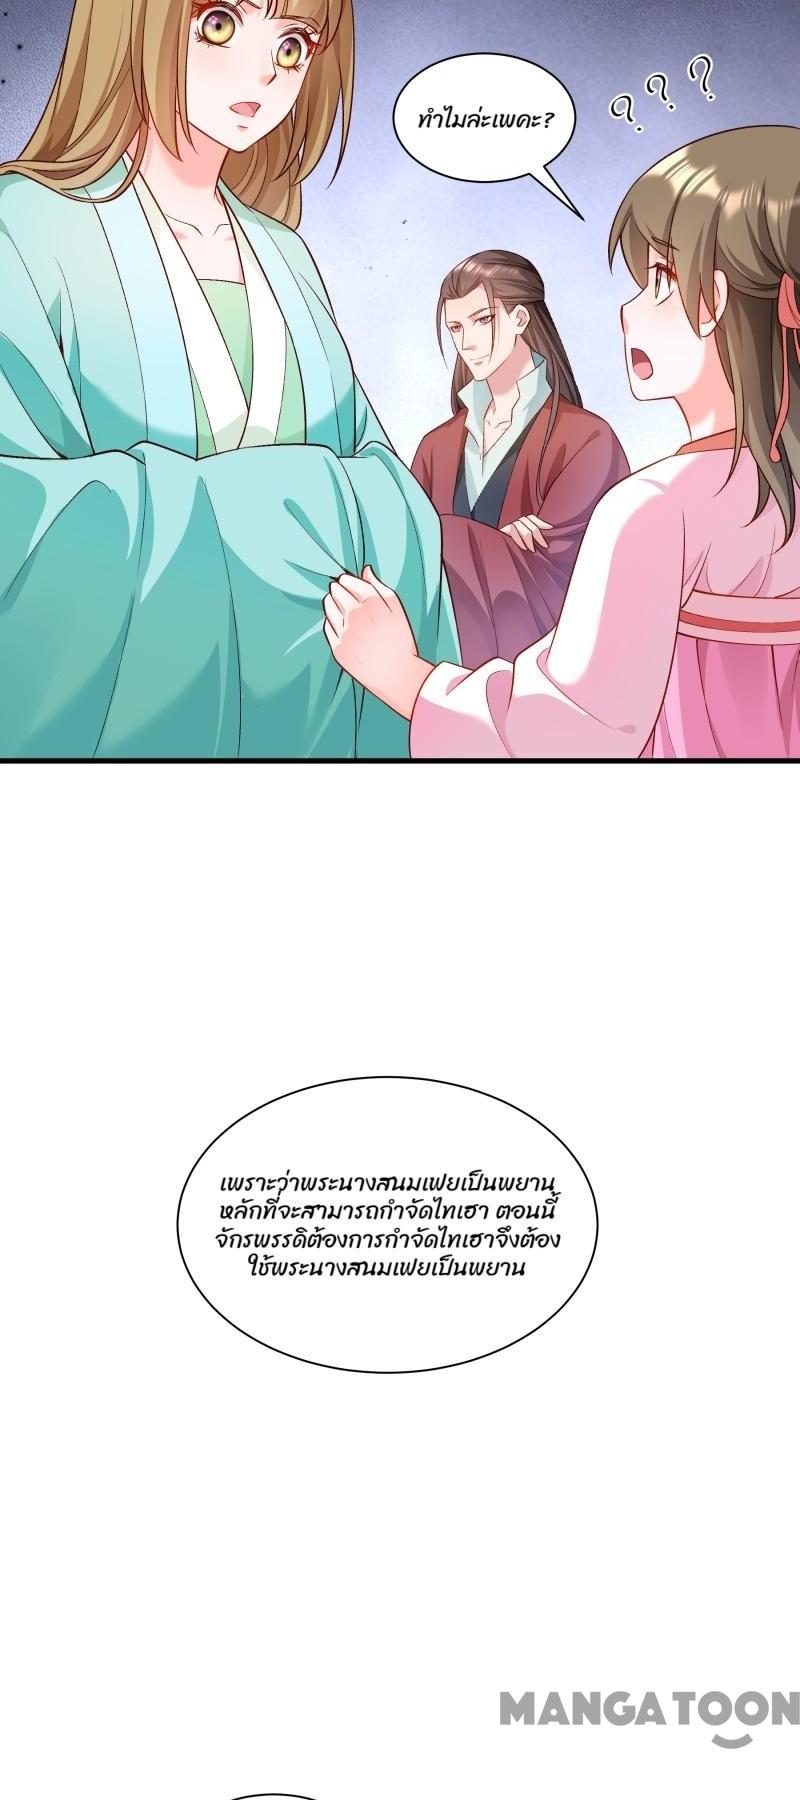 ทำไมล่ะเพคะ?
???
เพราะว่าพระนางสนมเฟยเป็นพยาน
หลักที่จะสามารถกำจัดไทเฮา ตอนนี้
จักรพรรดิต้องการกำจัดไทเฮาจึงต้อง
ใช้พระนางสนมเฟยเป็นพยาน
MANGATOON